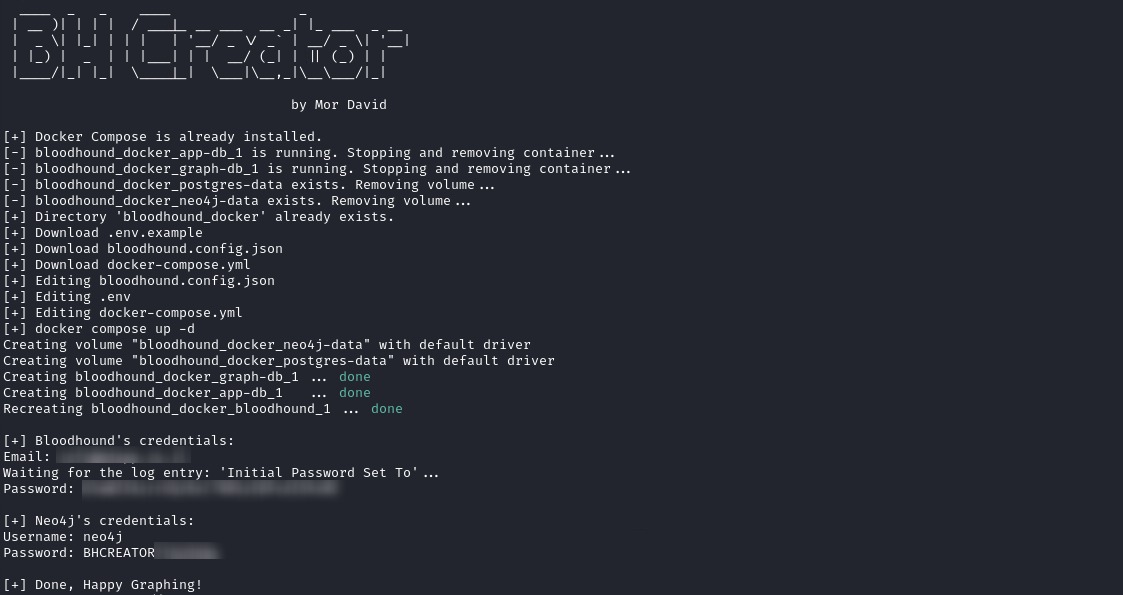 BH Creator
by Mor David
[+] Docker Compose is already installed.
[-] bloodhound_docker_app-db_1 is running. Stopping and removing container...
[-] bloodhound_docker_graph-db_1 is running. Stopping and removing container...
[-] bloodhound_docker_postgres-data exists. Removing volume...
[-] bloodhound_docker_neo4j-data exists. Removing volume...
[+] Directory 'bloodhound_docker' already exists.
[+] Download .env.example
[+] Download bloodhound.config.json
[+] Download docker-compose.yml
[+] Editing bloodhound.config.json
[+] Editing .env
[+] Editing docker-compose.yml
[+] docker compose up -d
Creating volume "bloodhound_docker_neo4j-data" with default driver
Creating volume "bloodhound_docker_postgres-data" with default driver
Creating bloodhound_docker_graph-db_1 ... done
Creating bloodhound_docker_app-db_1   ... done
Recreating bloodhound_docker_bloodhound_1 ... done
[+] Bloodhound's credentials:
Email:
Waiting for the log entry: 'Initial Password Set To'...
Password:
[+] Neo4j's credentials:
Username: neo4j
Password: BHCREATOR
[+] Done, Happy Graphing!